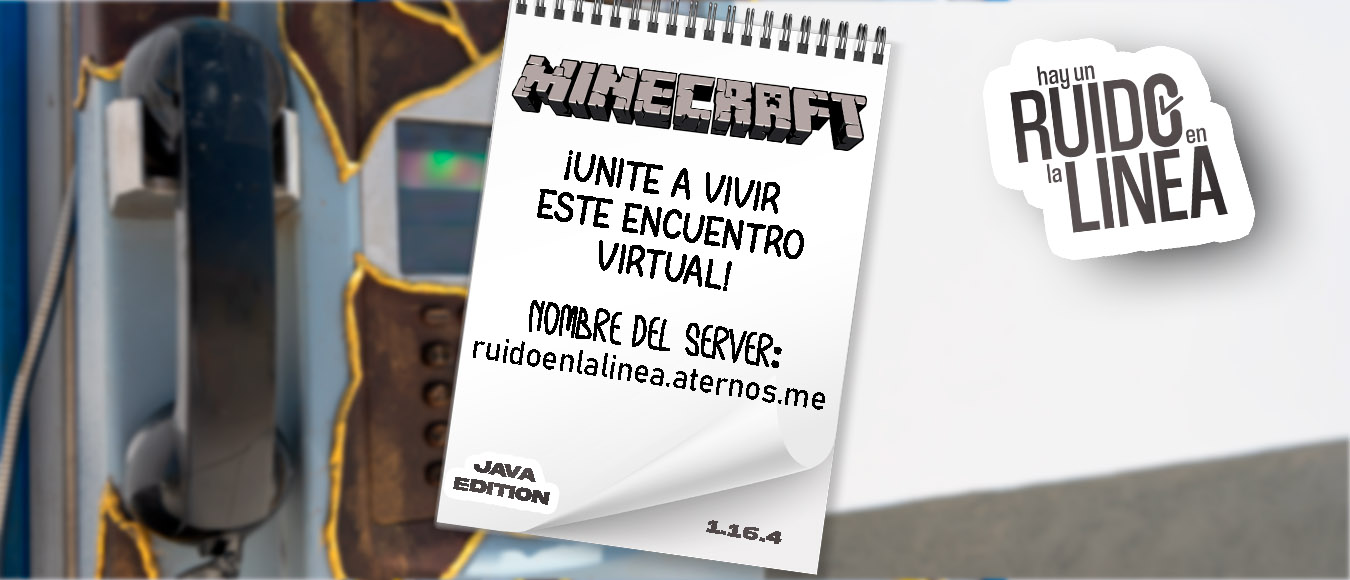 MINECRAFT
¡UNITE A VIVIR
ESTE ENCUENTRO
VIRTUAL!
NOMBRE DEL SERVER:
ruidoenlalinea.aternos.me
JAVA
EDITION
1.16.4
hay un
RUIDO
en
la
LINEA